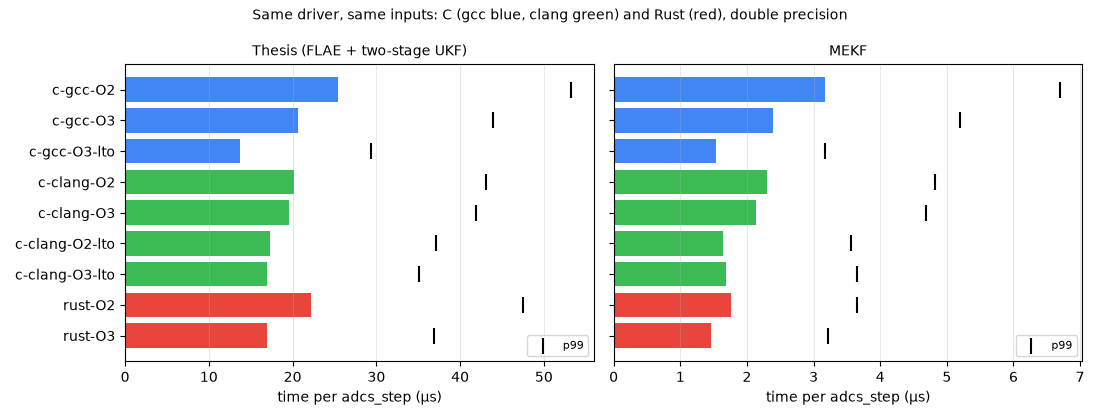 Same driver, same inputs: C (gcc blue, clang green) and Rust (red), double precision
Thesis (FLAE + two-stage UKF)
c-gcc-O2
c-gcc-O3
c-gcc-O3-lto
c-clang-O2
c-clang-O3
c-clang-O2-lto
c-clang-O3-lto
rust-O2
rust-O3
p99
0 10 20 30 40 50
time per adcs_step (μs)
MEKF
p99
0 1 2 3 4 5 6 7
time per adcs_step (μs)